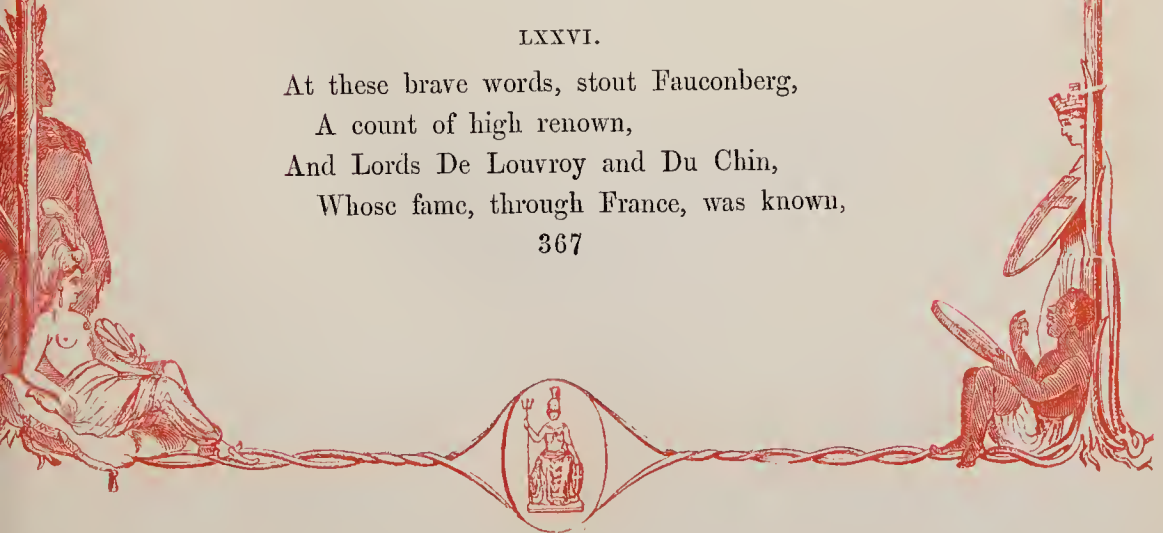 LXXVI.
At these brave words, stout Fauconberg,
A count of high renown,
And Lords De Louvroy and Du Chin,
Whose fame, through France, was known,
367